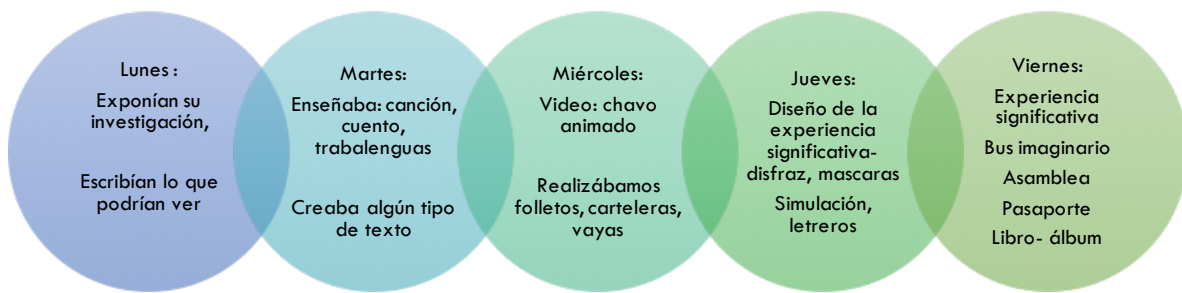 Lunes :
Exponían su
investigación,
Escribían lo que
podrían ver
Martes:
Enseñaba: canción,
cuento,
trabalenguas
Creaba algún tipo
de texto
Miércoles:
Video: chavo
animado
Realizábamos
folletos, carteleras,
vayas
Jueves:
Diseño de la
experiencia
significativa-
disfraz, mascaras
Simulación,
letreros
Viernes:
Experiencia
significativa
Bus imaginario
Asamblea
Pasaporte
Libro- álbum